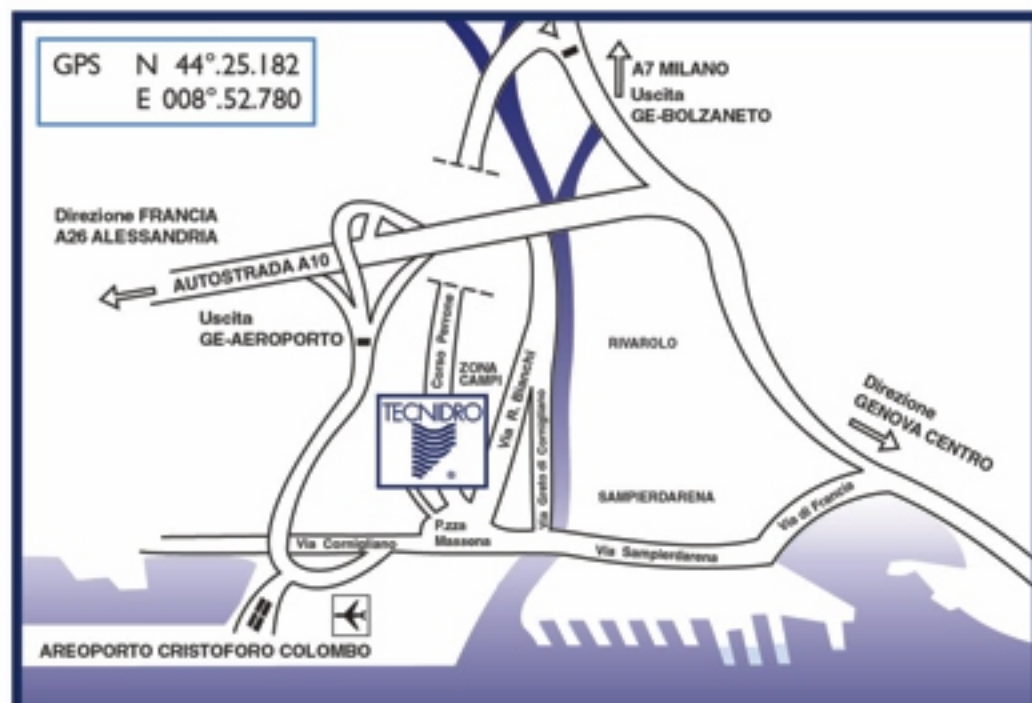 GPS N 44°.25.182
E 008°.52.780
A7 MILANO
Uscita
GE-BOLZANETO
Direzione FRANCIA
A26 ALESSANDRIA
AUTOSTRADA A10
Uscita
GE-AEROPORTO
Corso Perrone
ZONA
CAMPI
Via R. Bianchi
Via Greto di Cornigliano
RIVAROLO
Direzione
GENOVA CENTRO
TECNIDRO
®
SAMPIERDARENA
Via di Francia
P.zza
Massena
Via Cornigliano
Via Sampierdarena
AREOPORTO CRISTOFORO COLOMBO